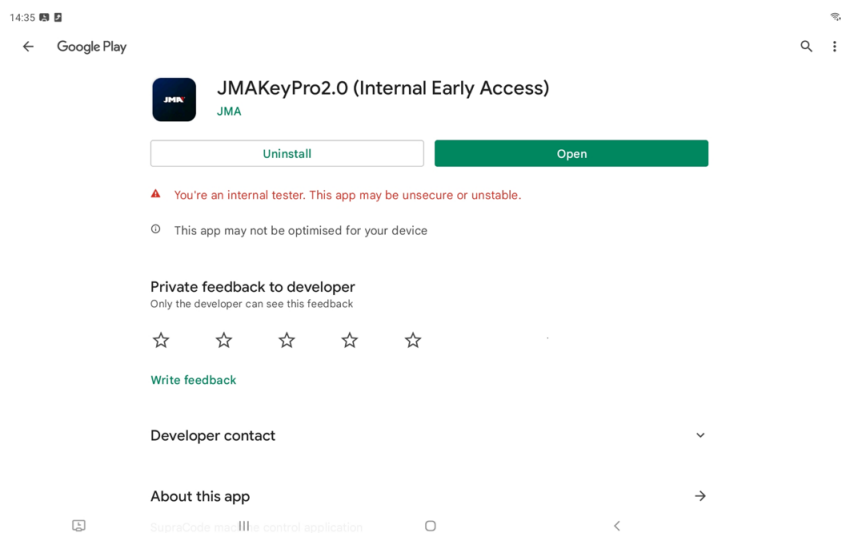 14:35
Google Play
JMAKeyPro2.0 (Internal Early Access)
JMA
JMA
Uninstall
Open
You're an internal tester. This app may be unsecure or unstable.
This app may not be optimised for your device
Private feedback to developer
Only the developer can see this feedback
Write feedback
Developer contact
About this app
SupraCode machine control application